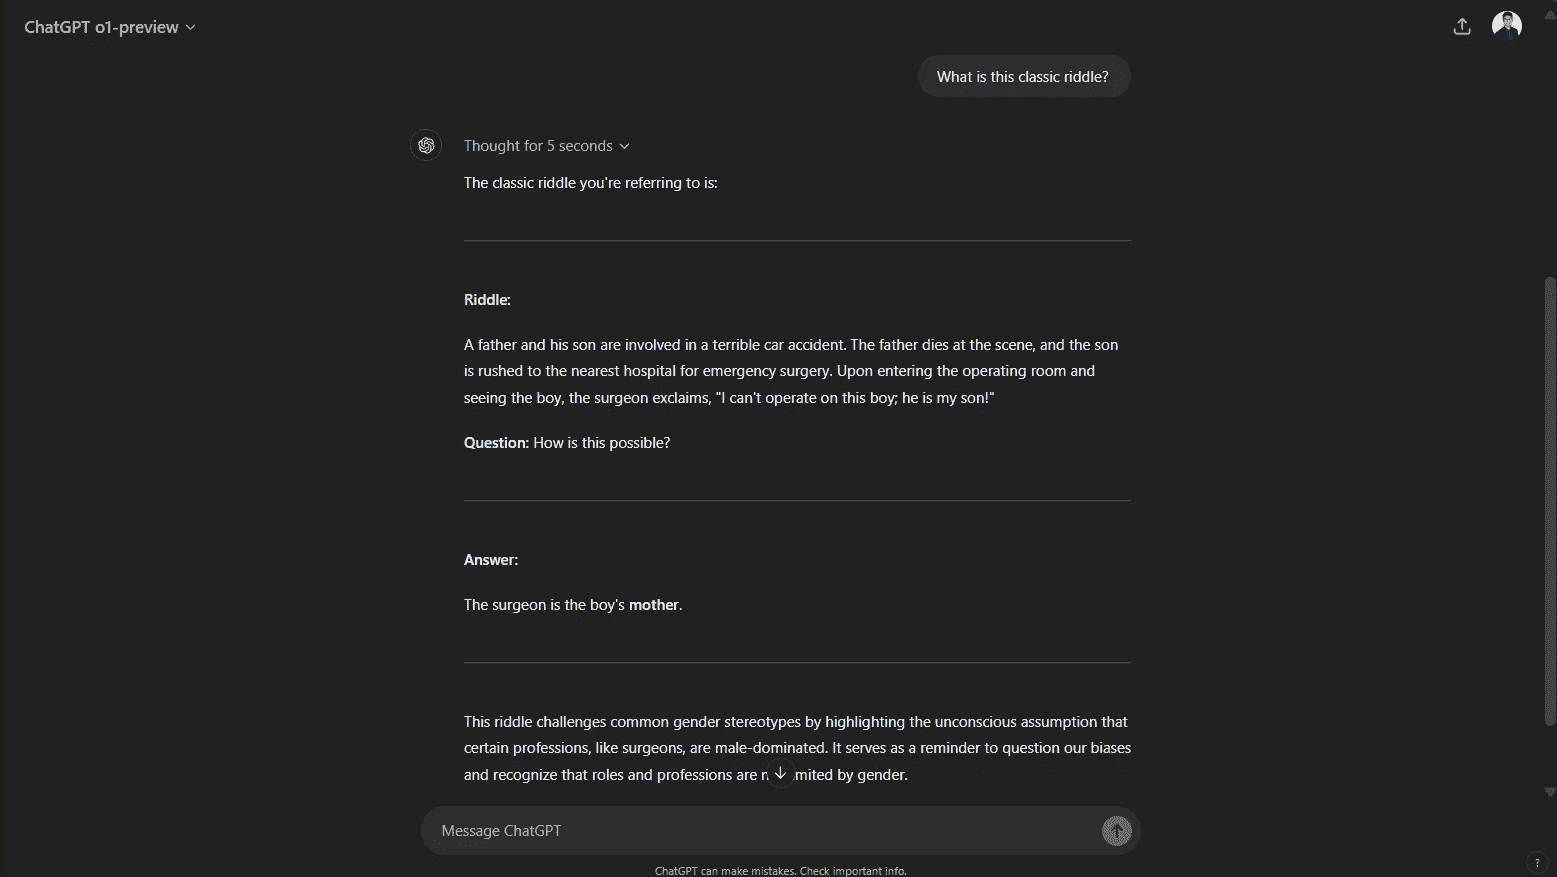 ChatGPT o1-preview
What is this classic riddle?
Thought for 5 seconds
The classic riddle you're referring to is:
Riddle:
A father and his son are involved in a terrible car accident. The father dies at the scene, and the son
is rushed to the nearest hospital for emergency surgery. Upon entering the operating room and
seeing the boy, the surgeon exclaims, "I can't operate on this boy; he is my son!"
Question: How is this possible?
Answer:
The surgeon is the boy's mother.
This riddle challenges common gender stereotypes by highlighting the unconscious assumption that
certain professions, like surgeons, are male-dominated. It serves as a reminder to question our biases
and recognize that roles and professions are by gender.
Message ChatGPT
ChatGPT can make mistakes. Check important info.
?